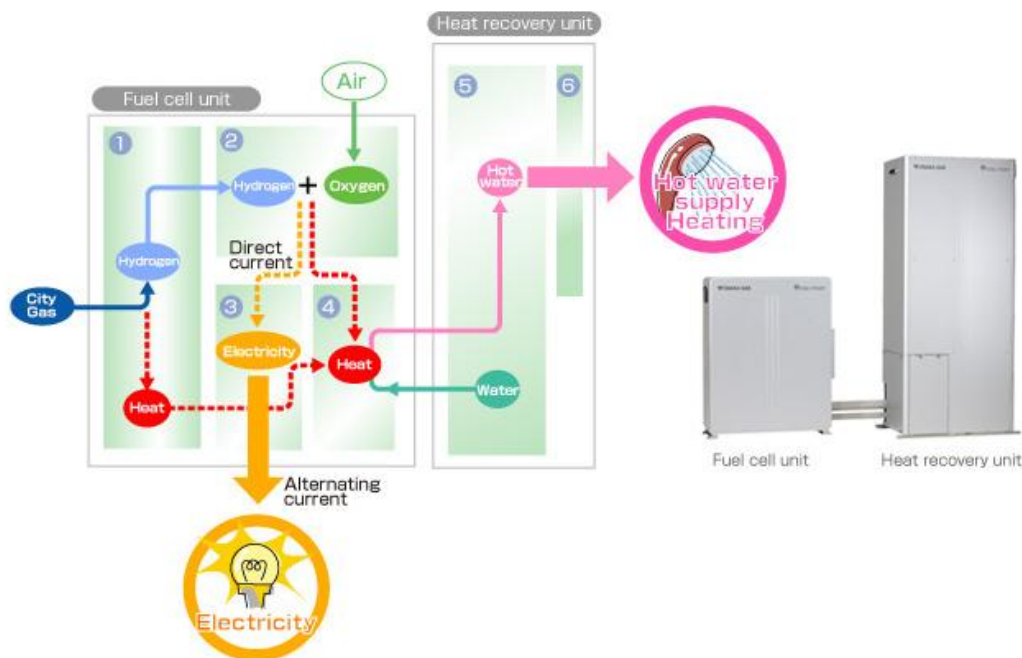 Heat recovery unit
Air
Fuel cell unit
5
6
1
2
Hydrogen
+
Oxygen
Hot
water
Hot water
supply
Heating
Direct
current
Hydrogen
City
Gas
3
4
Electricity
Heat
Heat
Water
Fuel cell unit
Heat recovery unit
Alternating
current
Electricity